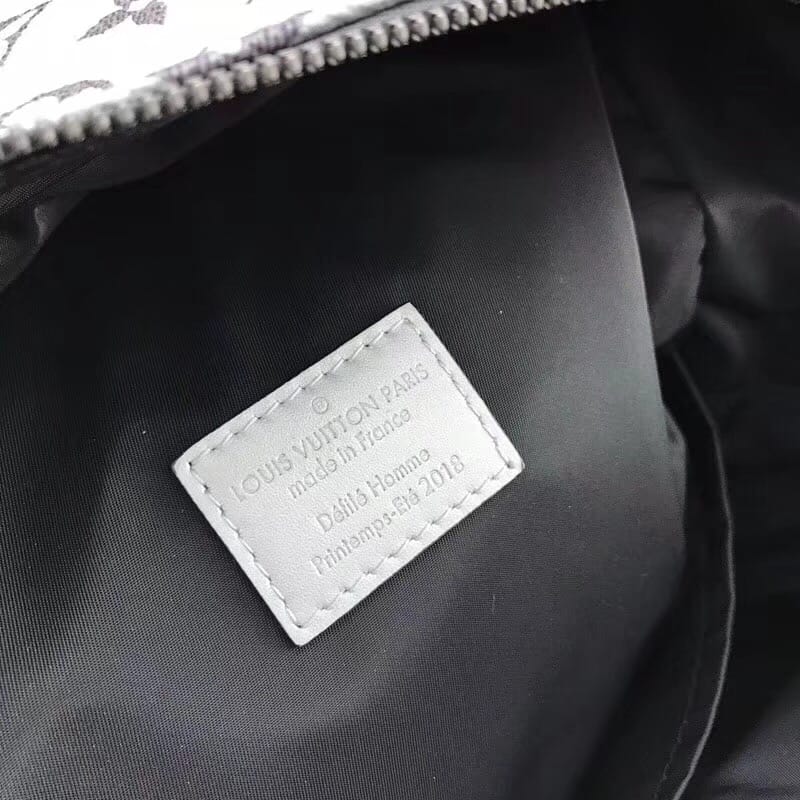 ®
LOUIS VUITTON PARIS
made in France
Défilé Homme
Printemps-Eté 2018